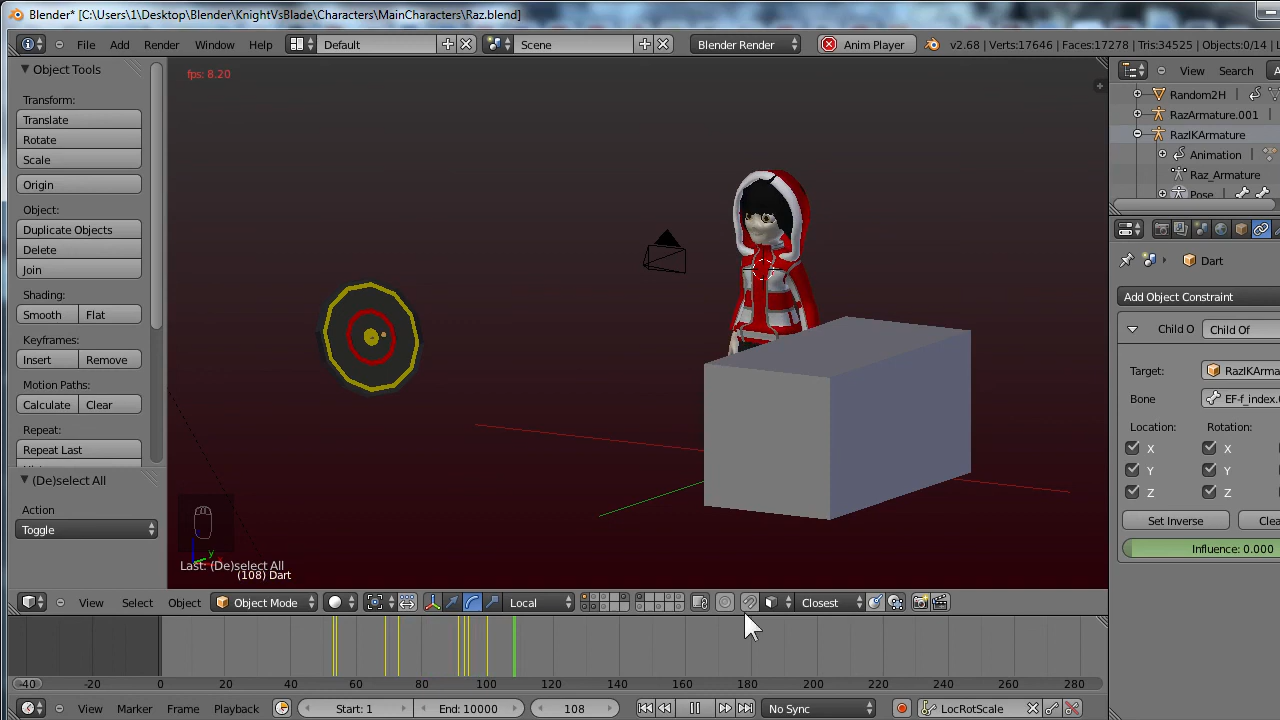 Blender* [C:\Users\1\Desktop\Blender\KnightVsBlade\Characters\MainCharacters\Raz.blend]
File Add Render Window Help Default Scene Blender Render Anim Player v2.68 | Verts:17646 | Faces:17278 | Tris:34525 | Objects:0/14 |
Object Tools
Transform:
Translate
Rotate
Scale
Origin
Object:
Duplicate Objects
Delete
Join
Shading:
Smooth Flat
Keyframes:
Insert Remove
Motion Paths:
Calculate Clear
Repeat:
Repeat Last
(De)select All
Action
Toggle
fps: 8.20
Last: (De)select All
(108) Dart
View Search
Random2H
RazArmature.001
RazIKArmature
Animation
Raz_Armature
Pose
Dart
Add Object Constraint
Child O Child Of
Target: RazIKArma
Bone: EF-f_index.
Location: Rotation:
X X
Y Y
Z Z
Set Inverse Clea
Influence: 0.000
View Select Object Object Mode Local Closest
-40 -20 0 20 40 60 80 100 120 140 160 180 200 220 240 260 280
View Marker Frame Playback Start: 1 End: 10000 108 No Sync LocRotScale